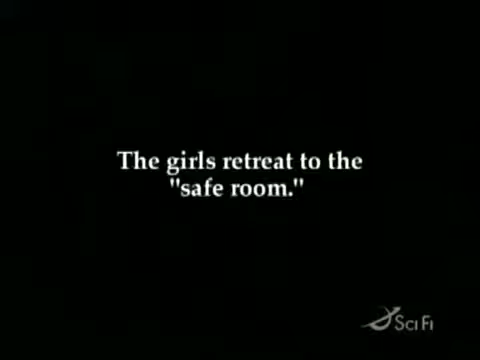 The girls retreat to the
"safe room."
Sci Fi